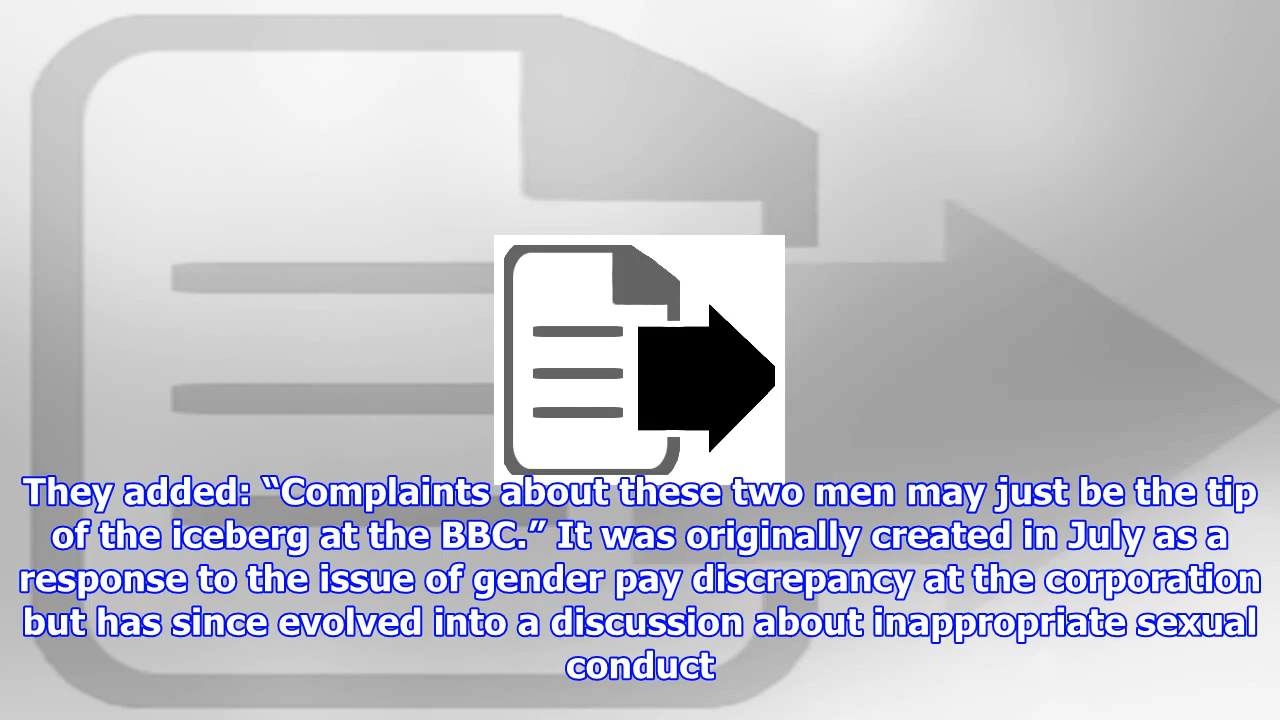 They added: “Complaints about these two men may just be the tip
of the iceberg at the BBC.” It was originally created in July as a
response to the issue of gender pay discrepancy at the corporation
but has since evolved into a discussion about inappropriate sexual
conduct